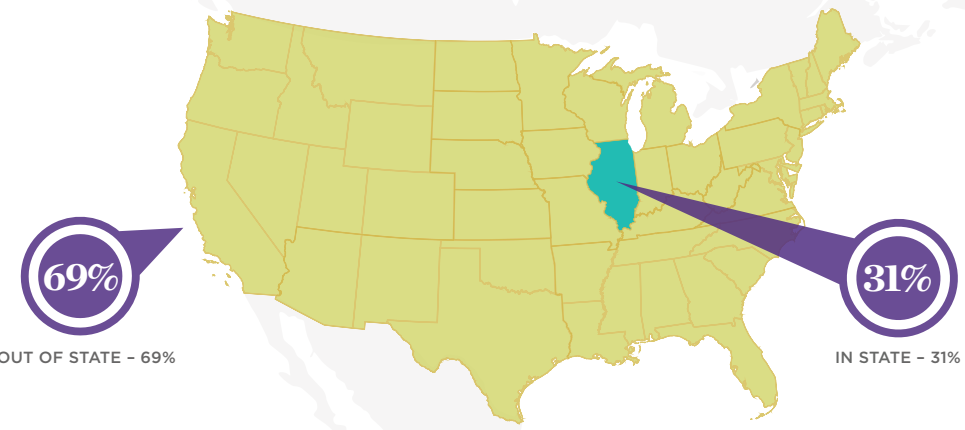 69%
31%
OUT OF STATE – 69%
IN STATE – 31%